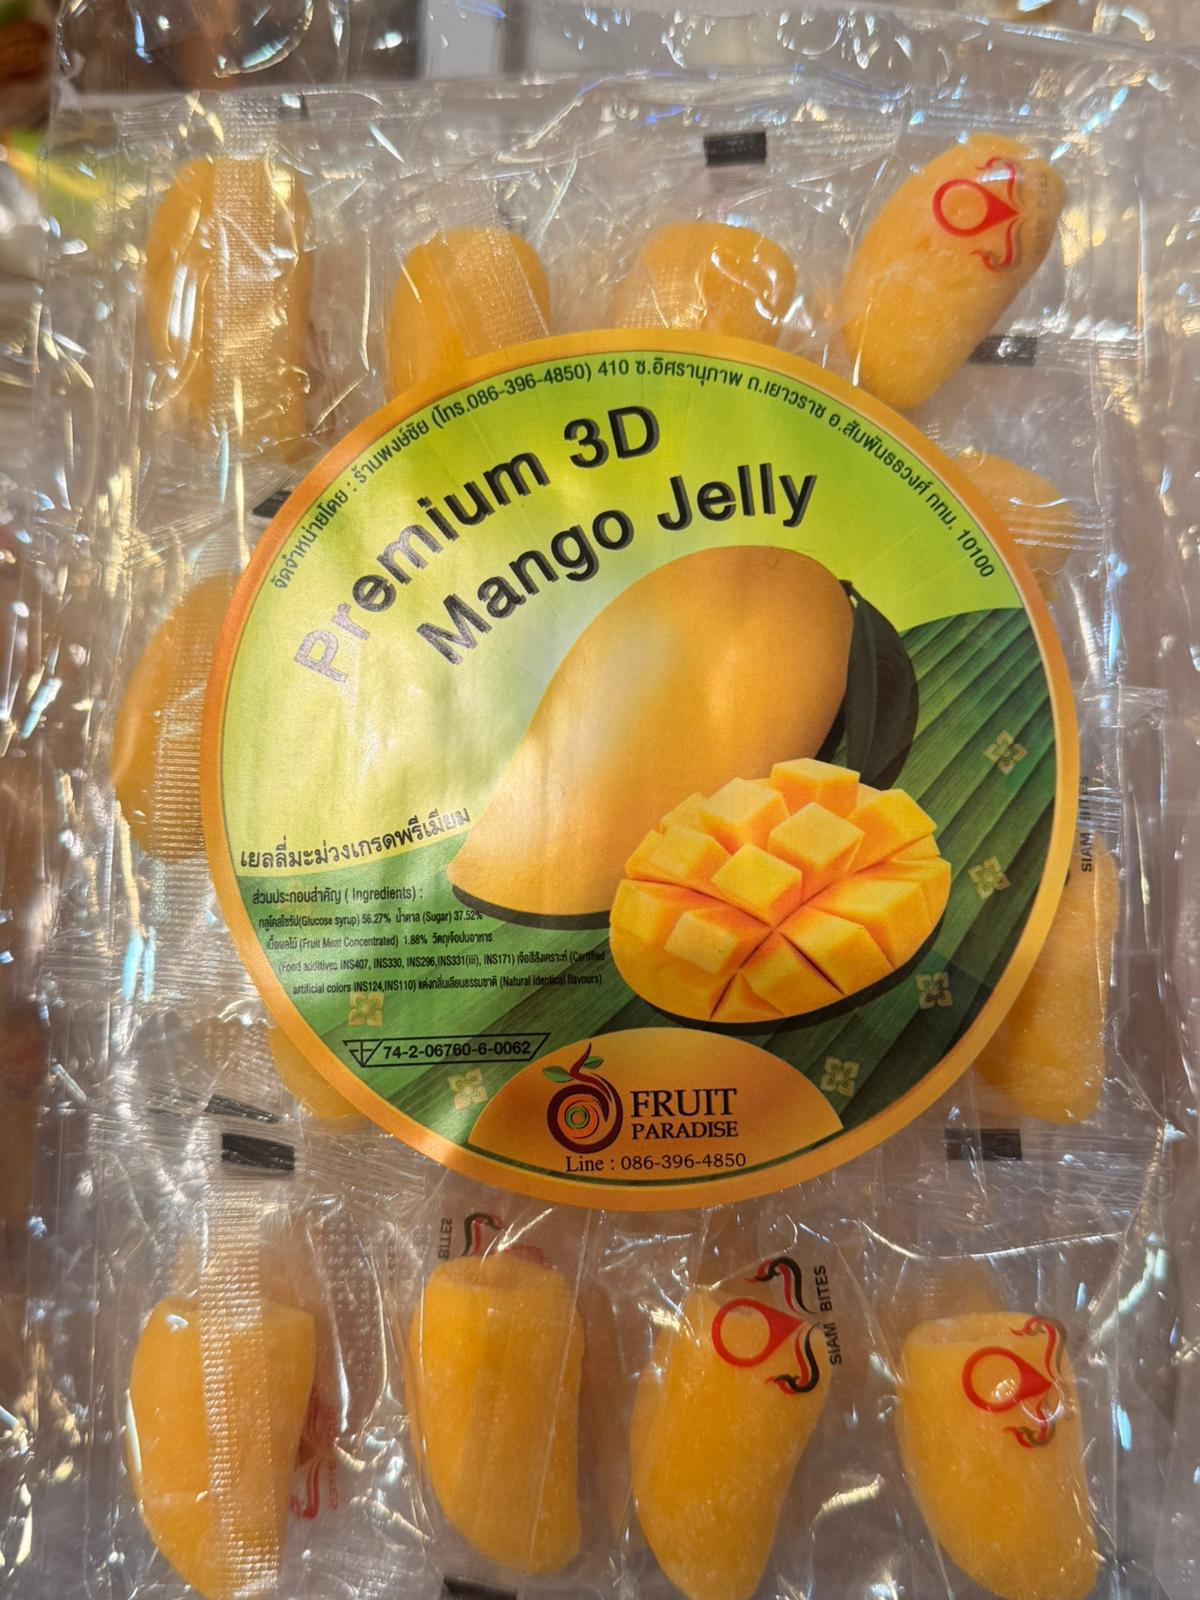 จัดจำหน่ายโดย : ร้านพงษ์ชัย (โทร.086-396-4850) 410 ซ.อิศรานุภาพ ถ.เยาวราช อ.สัมพันธธวงศ์ กทม. 10100
Premium 3D
Mango Jelly
เยลลี่มะม่วงเกรดพรีเมียม
ส่วนประกอบสำคัญ ( Ingredients) :
กลูโคสไซรัป(Glucose syrup) 56.27% น้ำตาล (Sugar) 37.52%
เนื้อผลไม้ (Fruit Meat Concentrated) 1.88% วัตถุเจือปนอาหาร
(Food additives INS407, INS330, INS296,INS331(iii), INS171) เจือสีสังเคราะห์ (Certified
artificial colors INS124,INS110) แต่งกลิ่นเลียนธรรมชาติ (Natural identical flavours)
74-2-06760-6-0062
FRUIT
PARADISE
Line : 086-396-4850
SIAM BITES
BITES
SIAM BITES